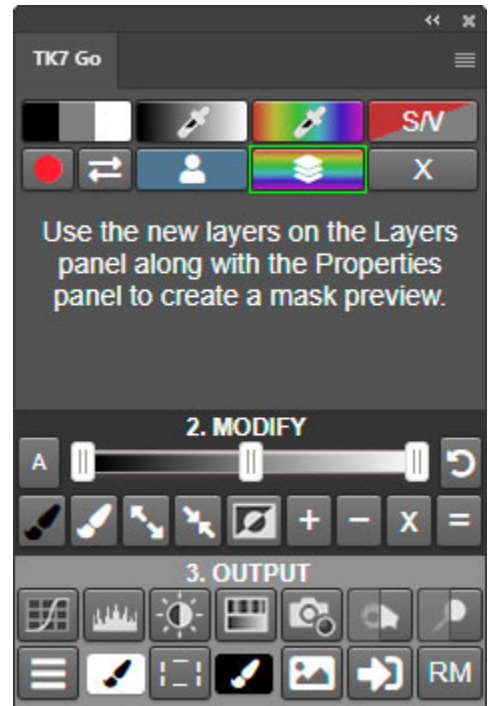 TK7 Go
S/V
X
Use the new layers on the Layers
panel along with the Properties
panel to create a mask preview.
2. MODIFY
A
+ − X =
3. OUTPUT
RM